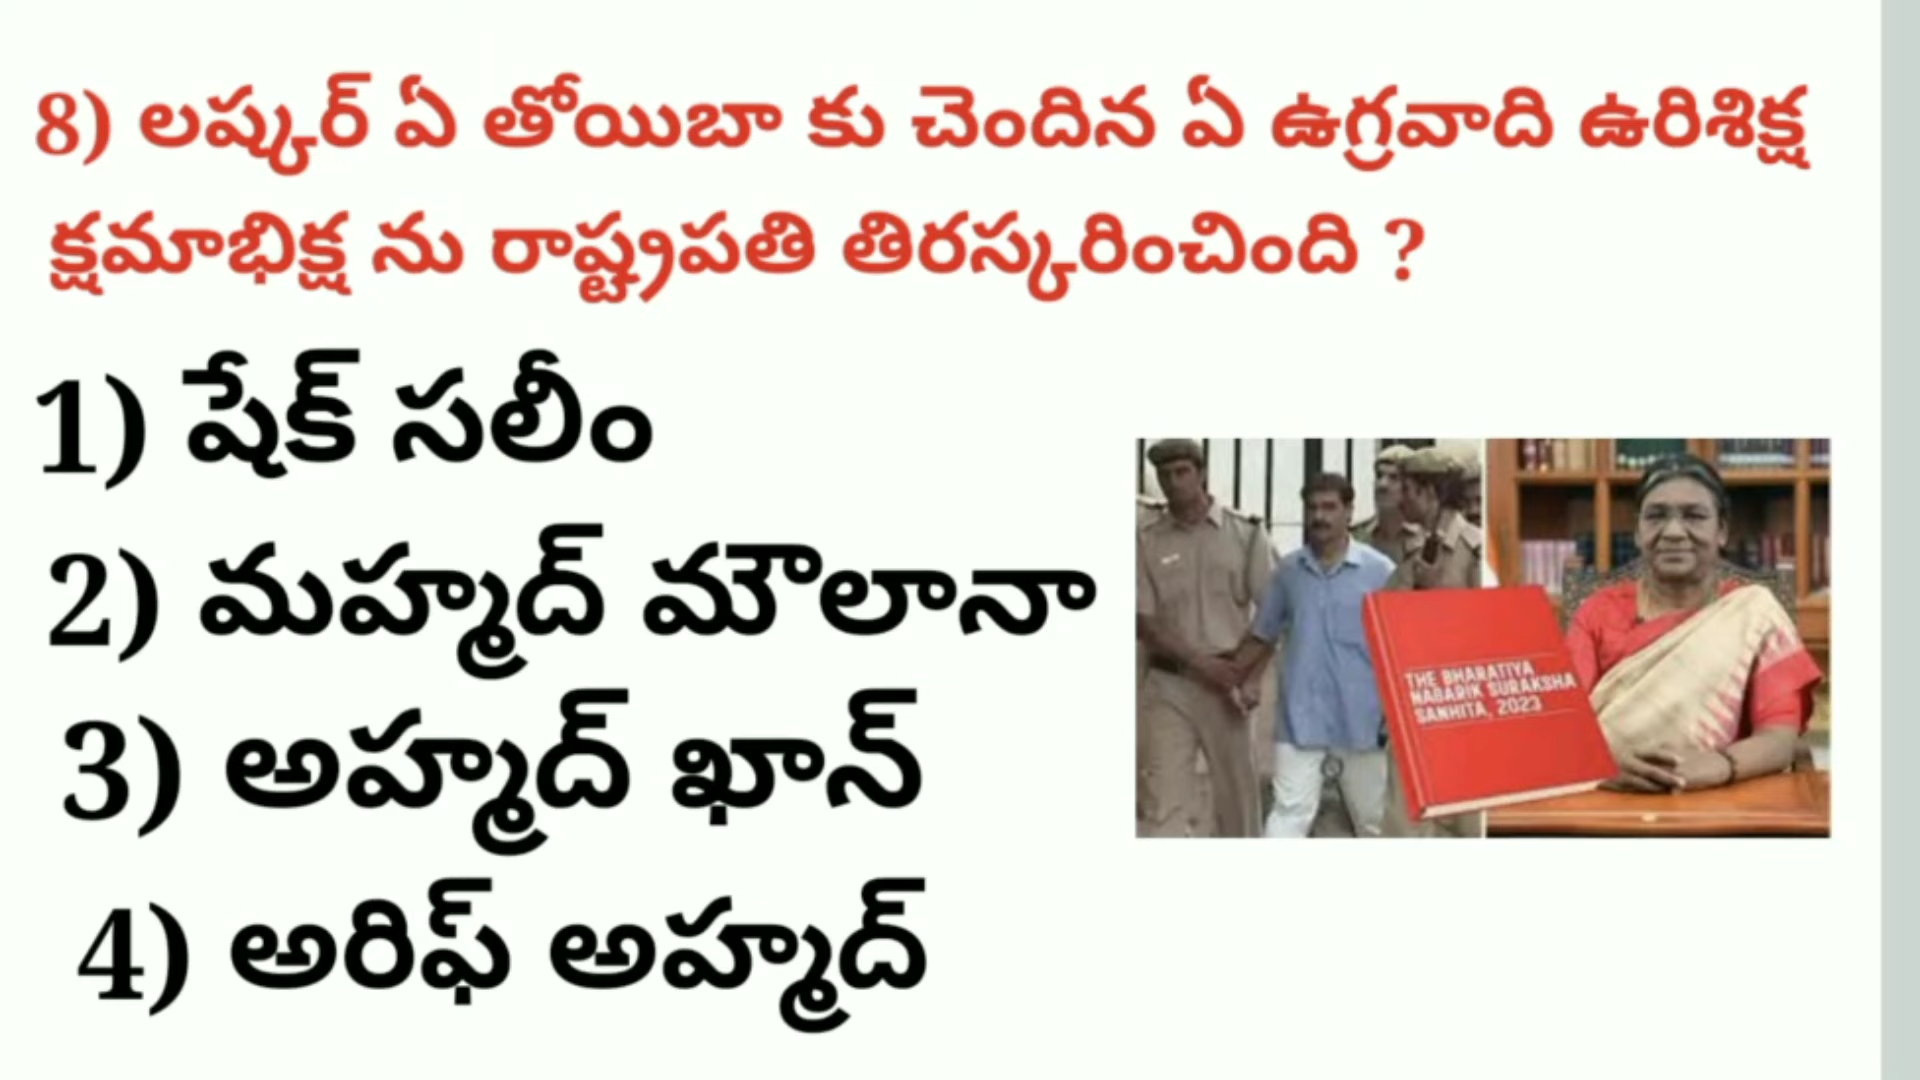 8) లష్కర్ ఏ తోయిబా కు చెందిన ఏ ఉగ్రవాది ఉరిశిక్ష
క్షమాభిక్ష ను రాష్ట్రపతి తిరస్కరించింది ?
1) షేక్ సలీం
2) మహ్మద్ మౌలానా
3) అహ్మద్ ఖాన్
4) అరిఫ్ అహ్మద్
THE BHARATIYA
NAGARIK SURAKSHA
SANHITA, 2023